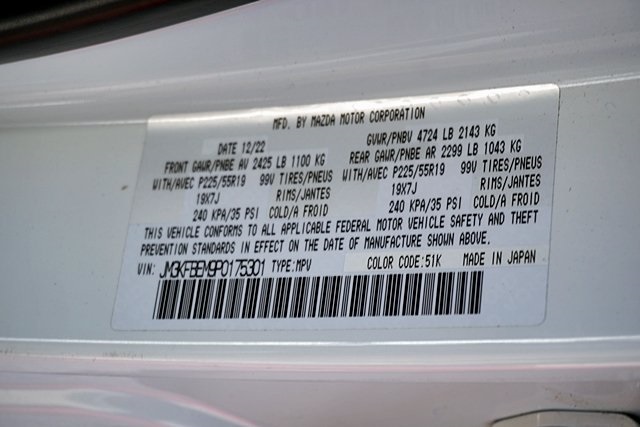 MFD. BY MAZDA MOTOR CORPORATION
DATE 12/22 GVWR/PNBV 4724 LB 2143 KG
FRONT GAWR/PNBE AV 2425 LB 1100 KG REAR GAWR/PNBE AR 2299 LB 1043 KG
WITH/AVEC P225/55R19 99V TIRES/PNEUS WITH/AVEC P225/55R19 99V TIRES/PNEUS
19X7J RIMS/JANTES 19X7J RIMS/JANTES
240 KPA/35 PSI COLD/A FROID 240 KPA/35 PSI COLD/A FROID
THIS VEHICLE CONFORMS TO ALL APPLICABLE FEDERAL MOTOR VEHICLE SAFETY AND THEFT
PREVENTION STANDARDS IN EFFECT ON THE DATE OF MANUFACTURE SHOWN ABOVE.
VIN: JM3KFBEM9P0175301 TYPE:MPV COLOR CODE:51K MADE IN JAPAN